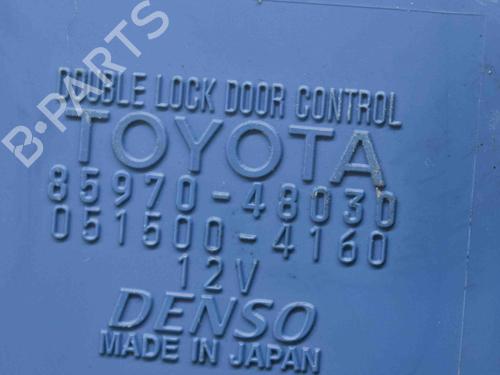 B-PARTS
DOUBLE LOCK DOOR CONTROL
TOYOTA
85970-48030
051500-4160
12V
DENSO
MADE IN JAPAN